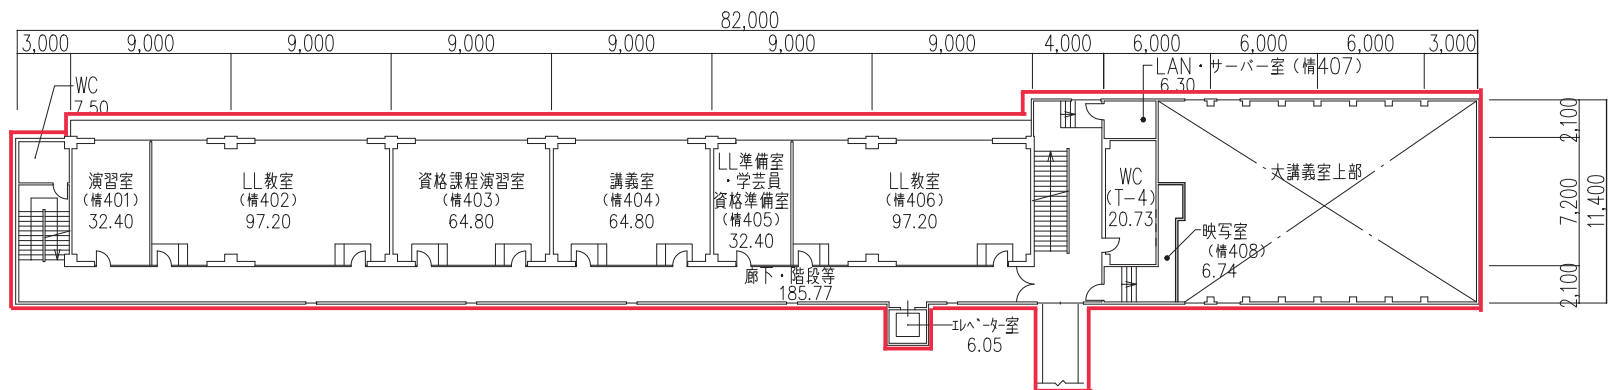 82,000
3,000 9,000 9,000 9,000 9,000 9,000 9,000 4,000 6,000 6,000 6,000 3,000
WC
7.50
LAN・サーバー室(情407)
6.30
演習室
(情401)
32.40
LL教室
(情402)
97.20
資格課程演習室
(情403)
64.80
講義室
(情404)
64.80
LL準備室
・学芸員
資格準備室
(情405)
32.40
LL教室
(情406)
97.20
WC
(T-4)
20.73
大講義室上部
映写室
(情408)
6.74
廊下・階段等
185.77
エレベーター室
6.05
2,100
7,200
2,100
11,400